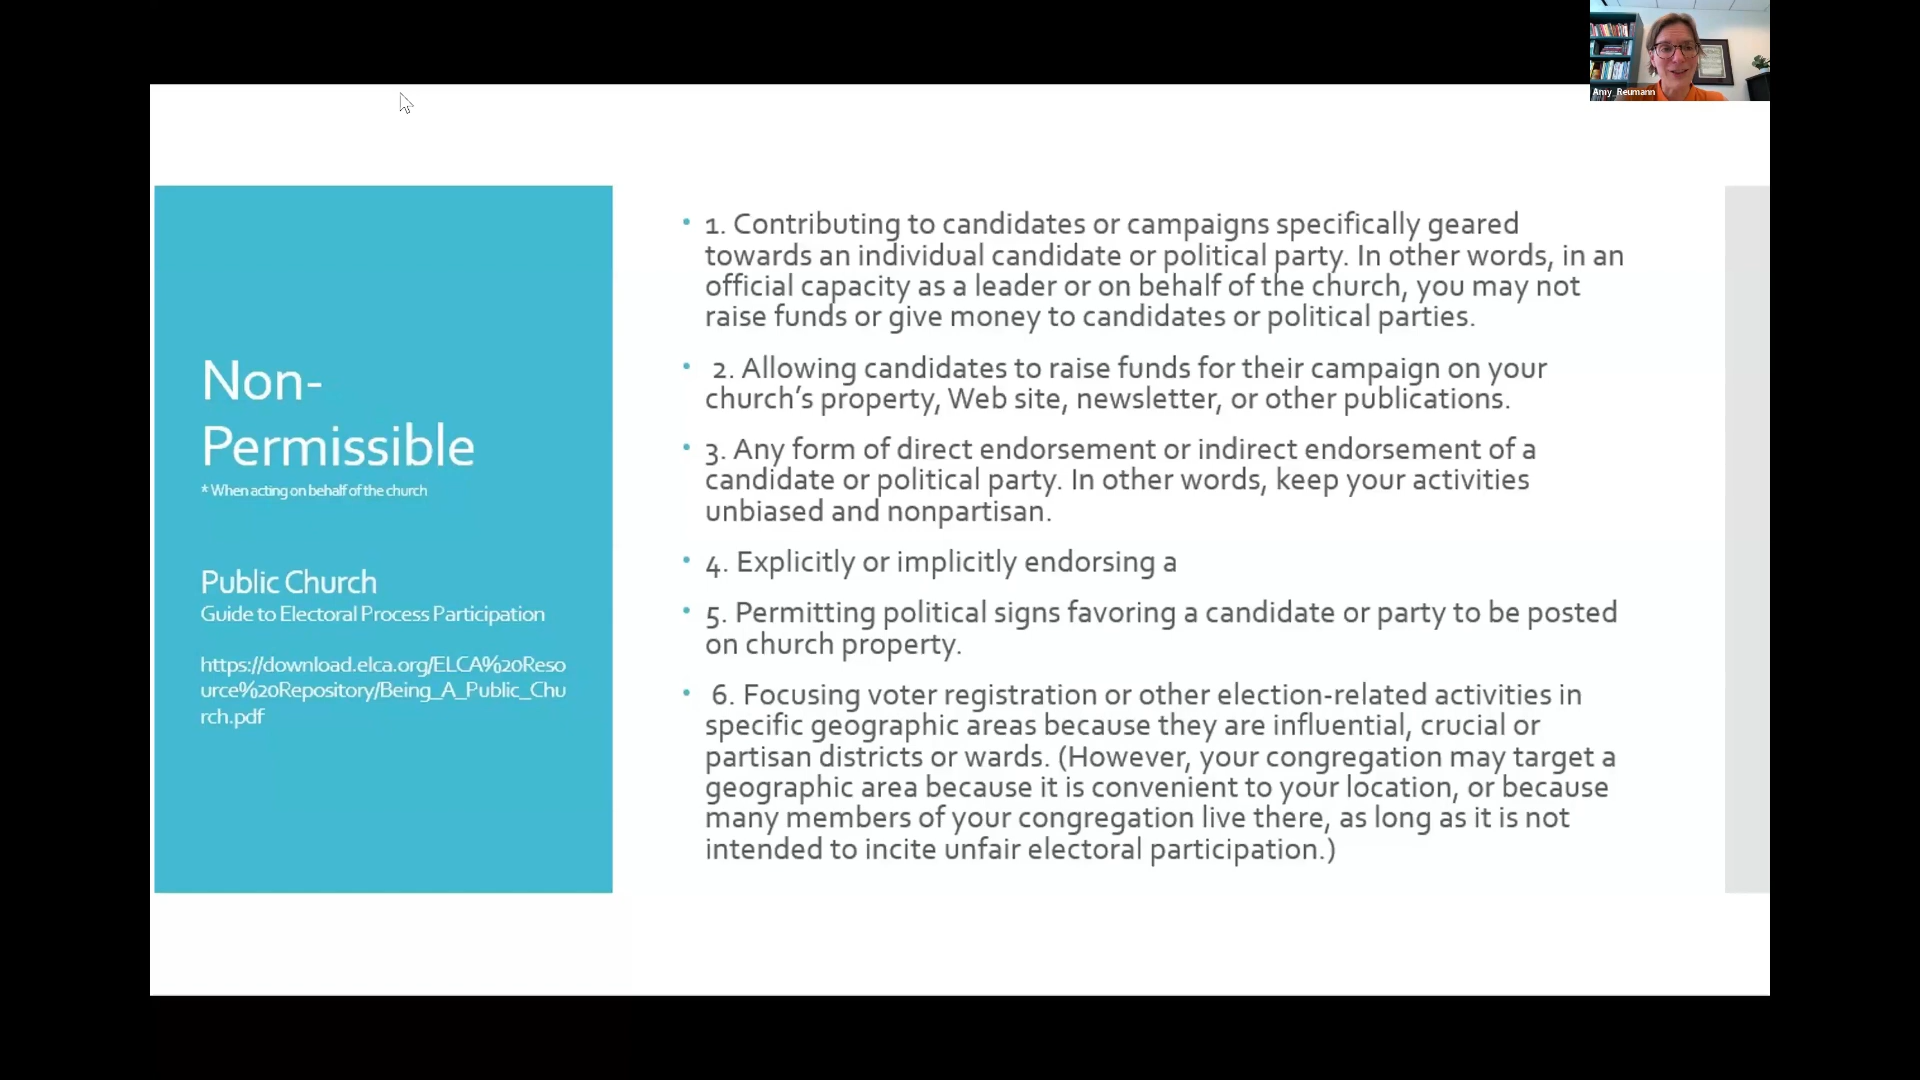 Amy Reumann
Non-
Permissible
* When acting on behalf of the church
Public Church
Guide to Electoral Process Participation
https://download.elca.org/ELCA%20Reso
urce%20Repository/Being_A_Public_Chu
rch.pdf
• 1. Contributing to candidates or campaigns specifically geared
towards an individual candidate or political party. In other words, in an
official capacity as a leader or on behalf of the church, you may not
raise funds or give money to candidates or political parties.
• 2. Allowing candidates to raise funds for their campaign on your
church’s property, Web site, newsletter, or other publications.
• 3. Any form of direct endorsement or indirect endorsement of a
candidate or political party. In other words, keep your activities
unbiased and nonpartisan.
• 4. Explicitly or implicitly endorsing a
• 5. Permitting political signs favoring a candidate or party to be posted
on church property.
• 6. Focusing voter registration or other election-related activities in
specific geographic areas because they are influential, crucial or
partisan districts or wards. (However, your congregation may target a
geographic area because it is convenient to your location, or because
many members of your congregation live there, as long as it is not
intended to incite unfair electoral participation.)